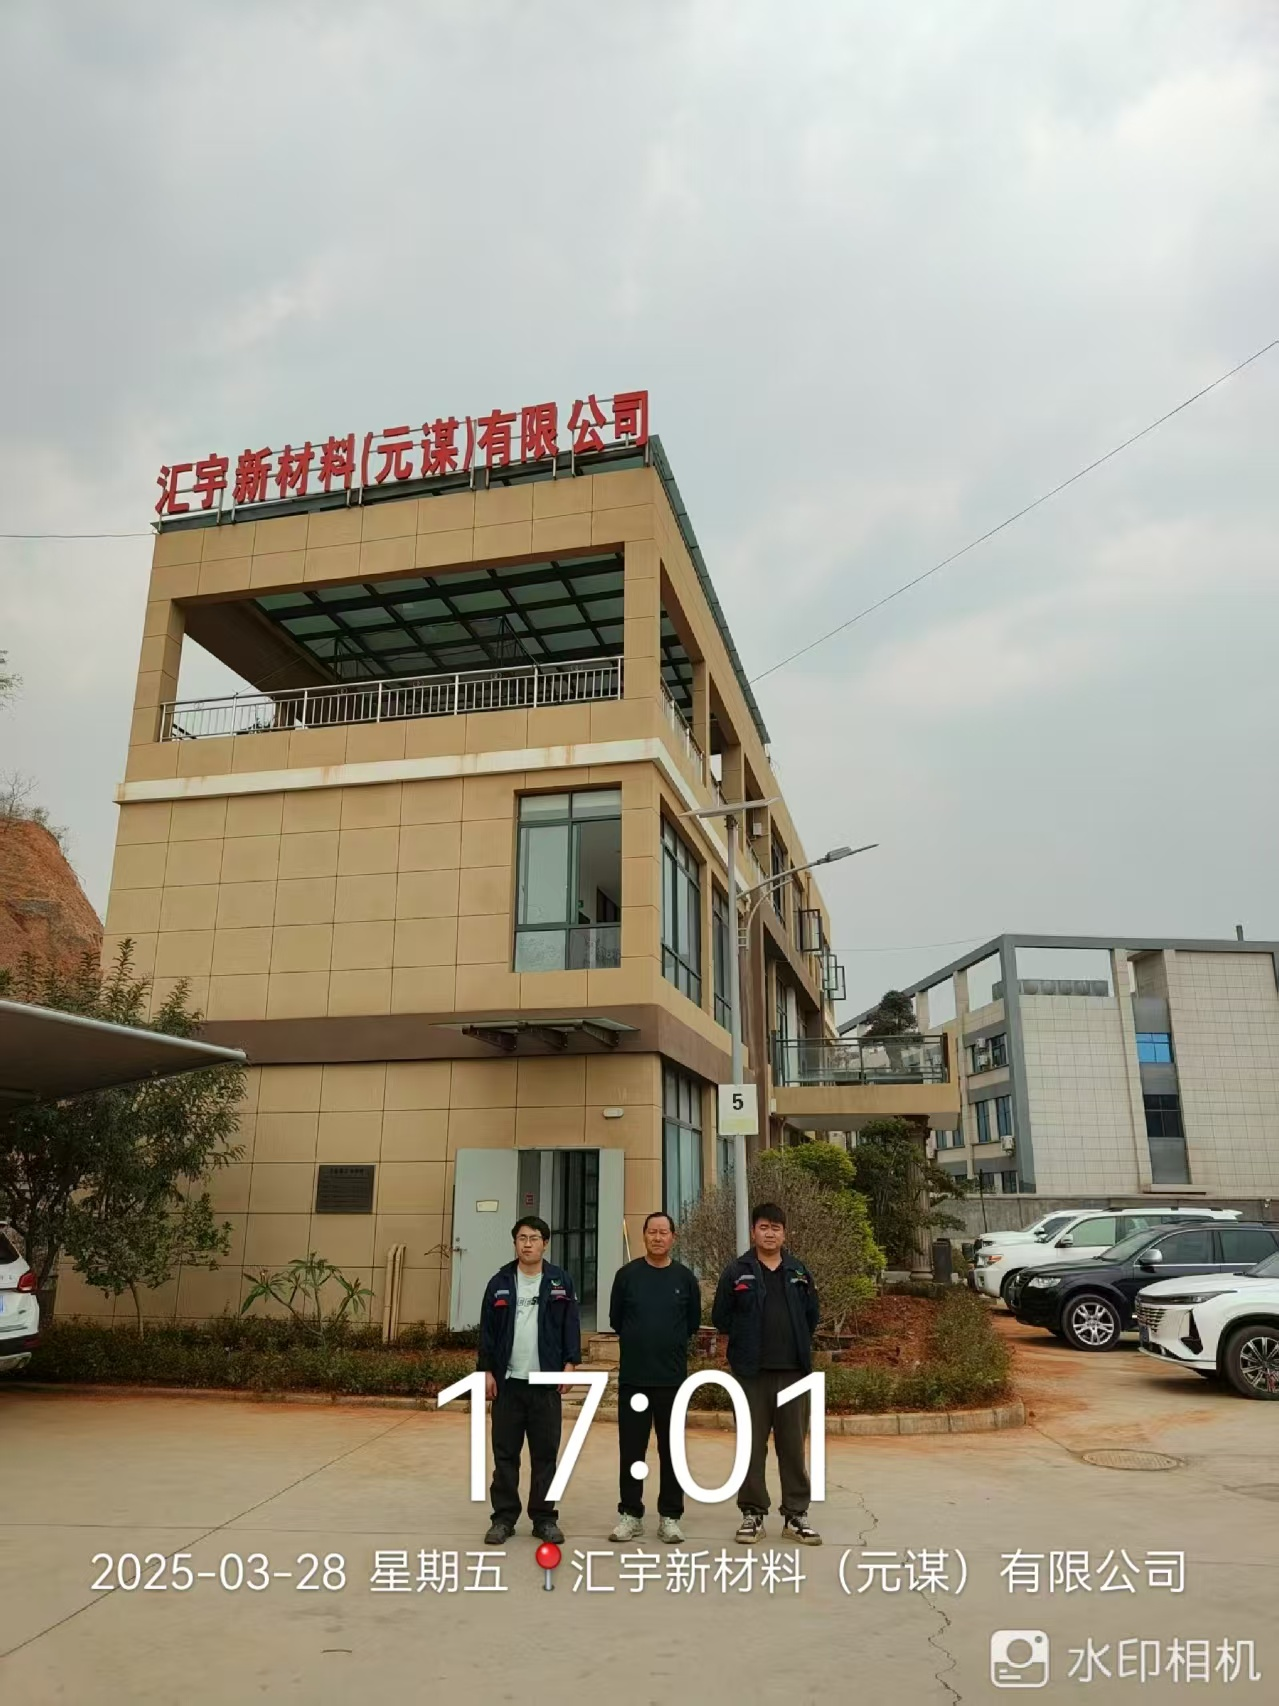 汇宇新材料(元谋)有限公司
5
17:01
2025-03-28 星期五 汇宇新材料（元谋）有限公司
水印相机